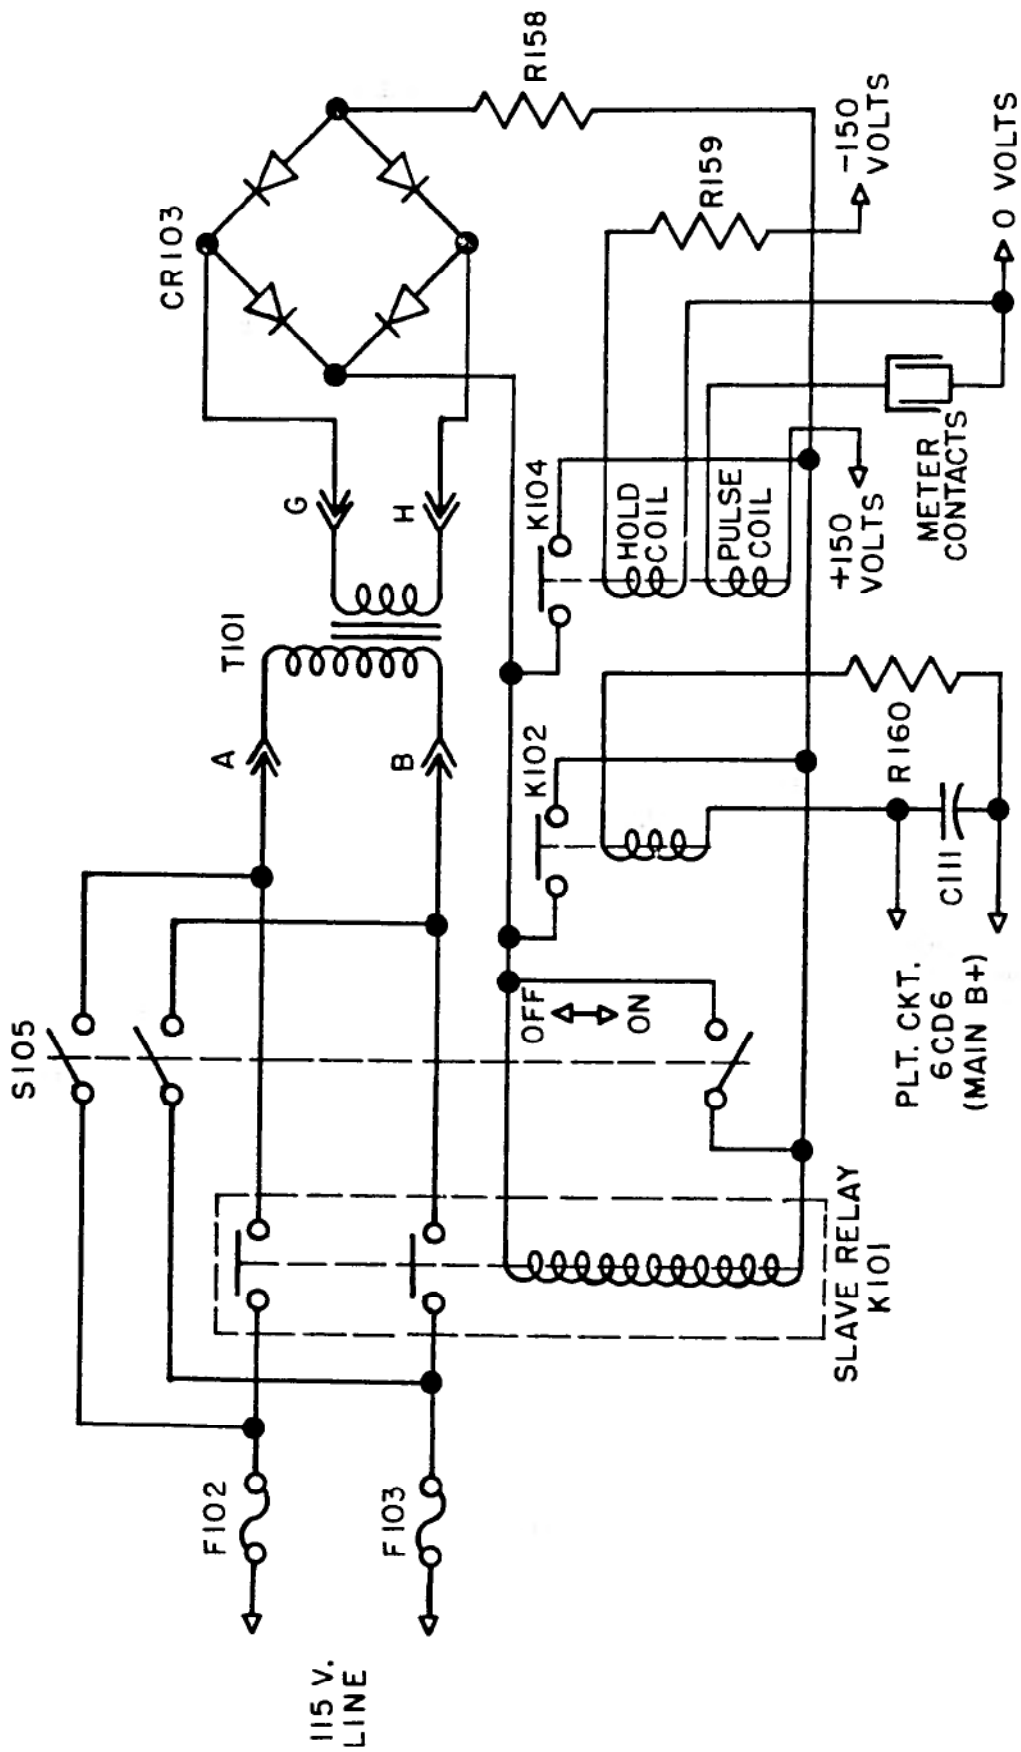 S105
CR103
T101
A
G
R158
F102
B
H
F103
115 V.
LINE
K102
K104
OFF
ON
HOLD
COIL
PULSE
COIL
R159
-150
VOLTS
+150
VOLTS
METER
CONTACTS
0 VOLTS
SLAVE RELAY
K101
R160
C111
PLT. CKT.
6CD6
(MAIN B+)